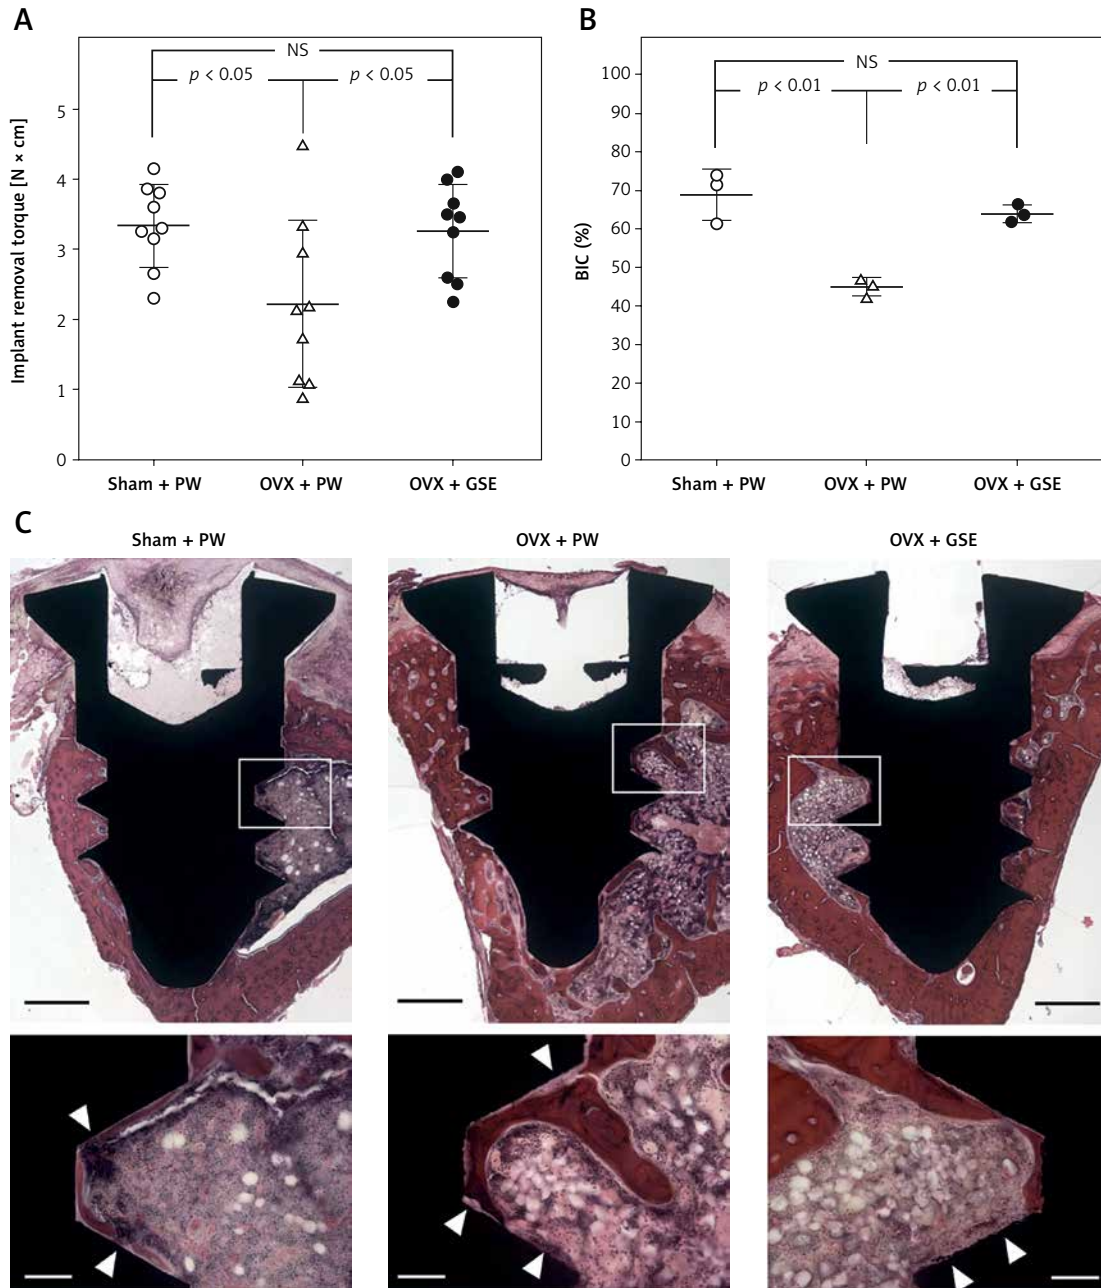 A
NS
p < 0.05
p < 0.05
Implant removal torque [N × cm]
5
4
3
2
1
0
Sham + PW
OVX + PW
OVX + GSE
B
NS
p < 0.01
p < 0.01
BIC (%)
100
90
80
70
60
50
40
30
20
10
0
Sham + PW
OVX + PW
OVX + GSE
C
Sham + PW
OVX + PW
OVX + GSE